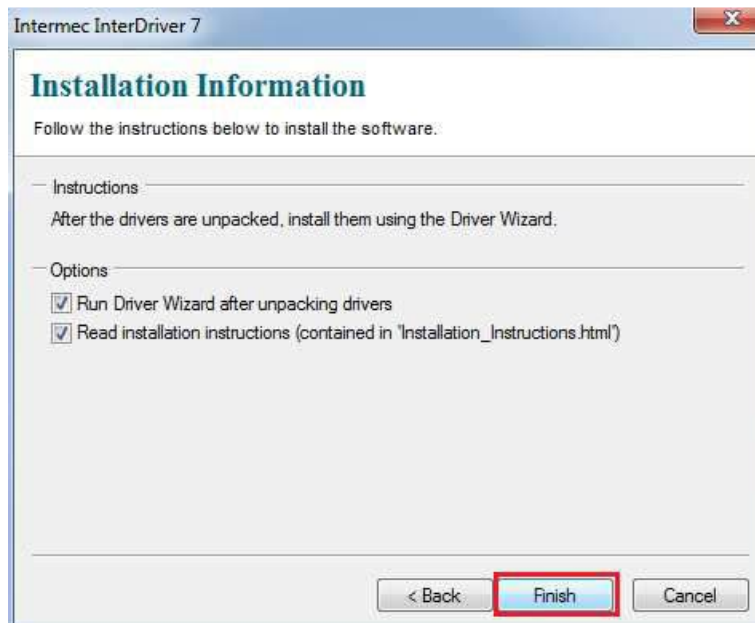 Intermec InterDriver 7
Installation Information
Follow the instructions below to install the software.
Instructions
After the drivers are unpacked, install them using the Driver Wizard.
Options
Run Driver Wizard after unpacking drivers
Read installation instructions (contained in 'Installation_Instructions.html')
< Back Finish Cancel